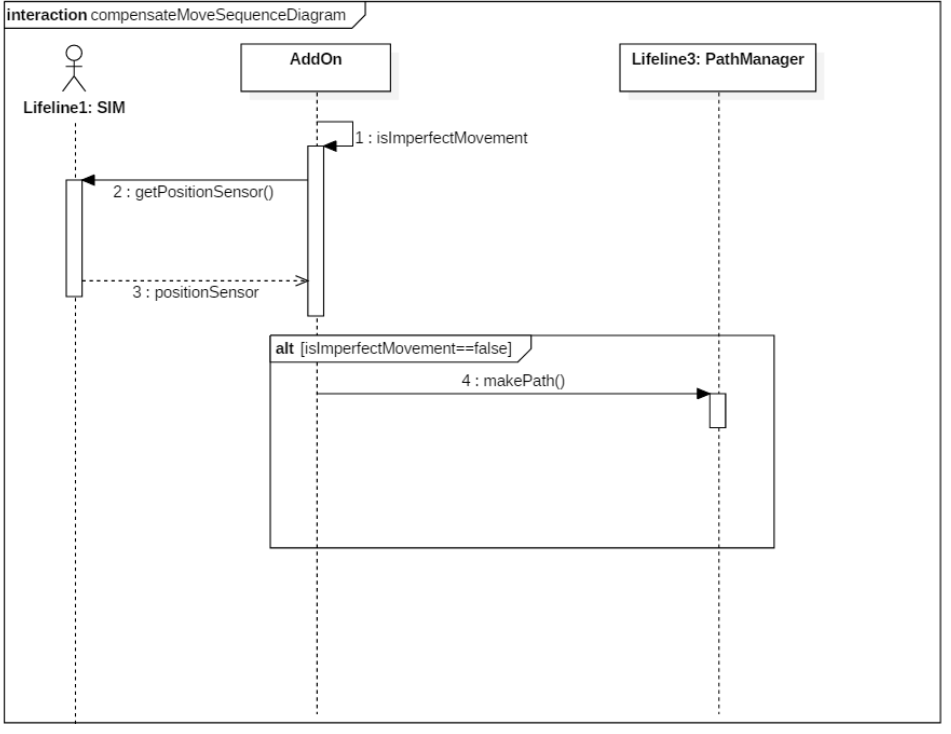 interaction compensateMoveSequenceDiagram
Lifeline1: SIM
AddOn
Lifeline3: PathManager
1 : isImperfectMovement
2 : getPositionSensor()
3 : positionSensor
alt [isImperfectMovement==false]
4 : makePath()